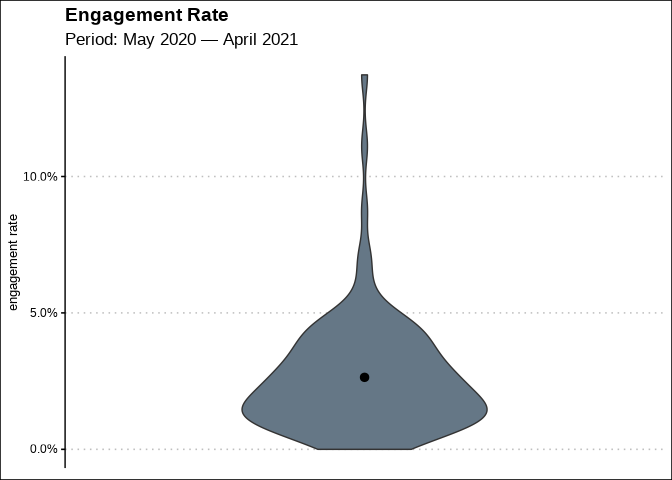 Engagement Rate
Period: May 2020 — April 2021
10.0%
engagement rate
5.0%
0.0%